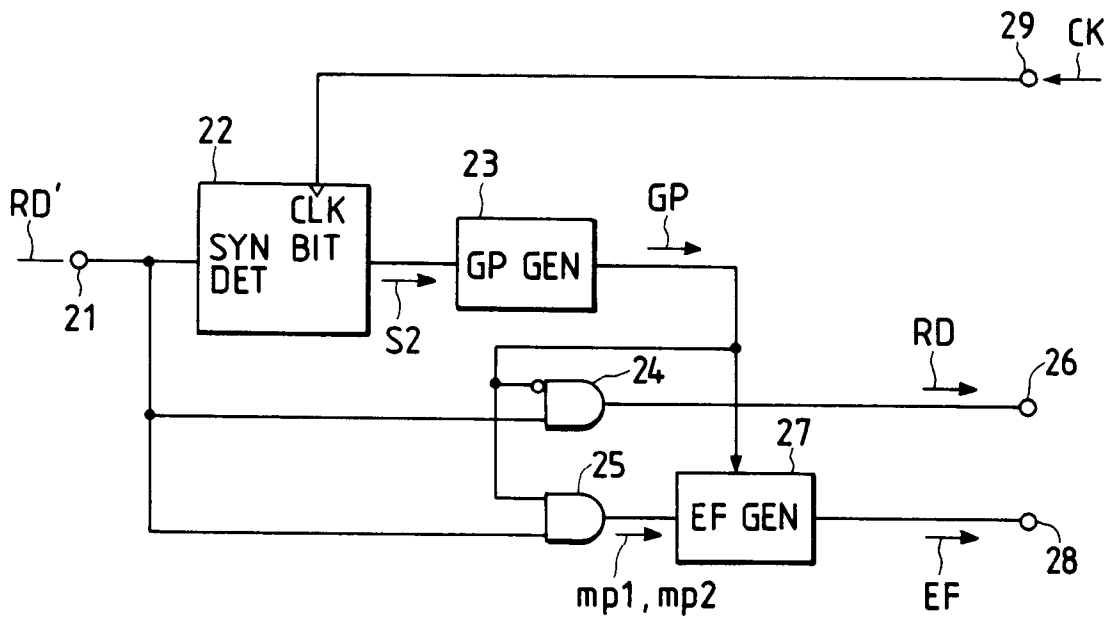 29
CK
22
CLK
SYN BIT
DET
RD'
21
S2
23
GP GEN
GP
24
RD
26
25
27
EF GEN
mp1, mp2
EF
28